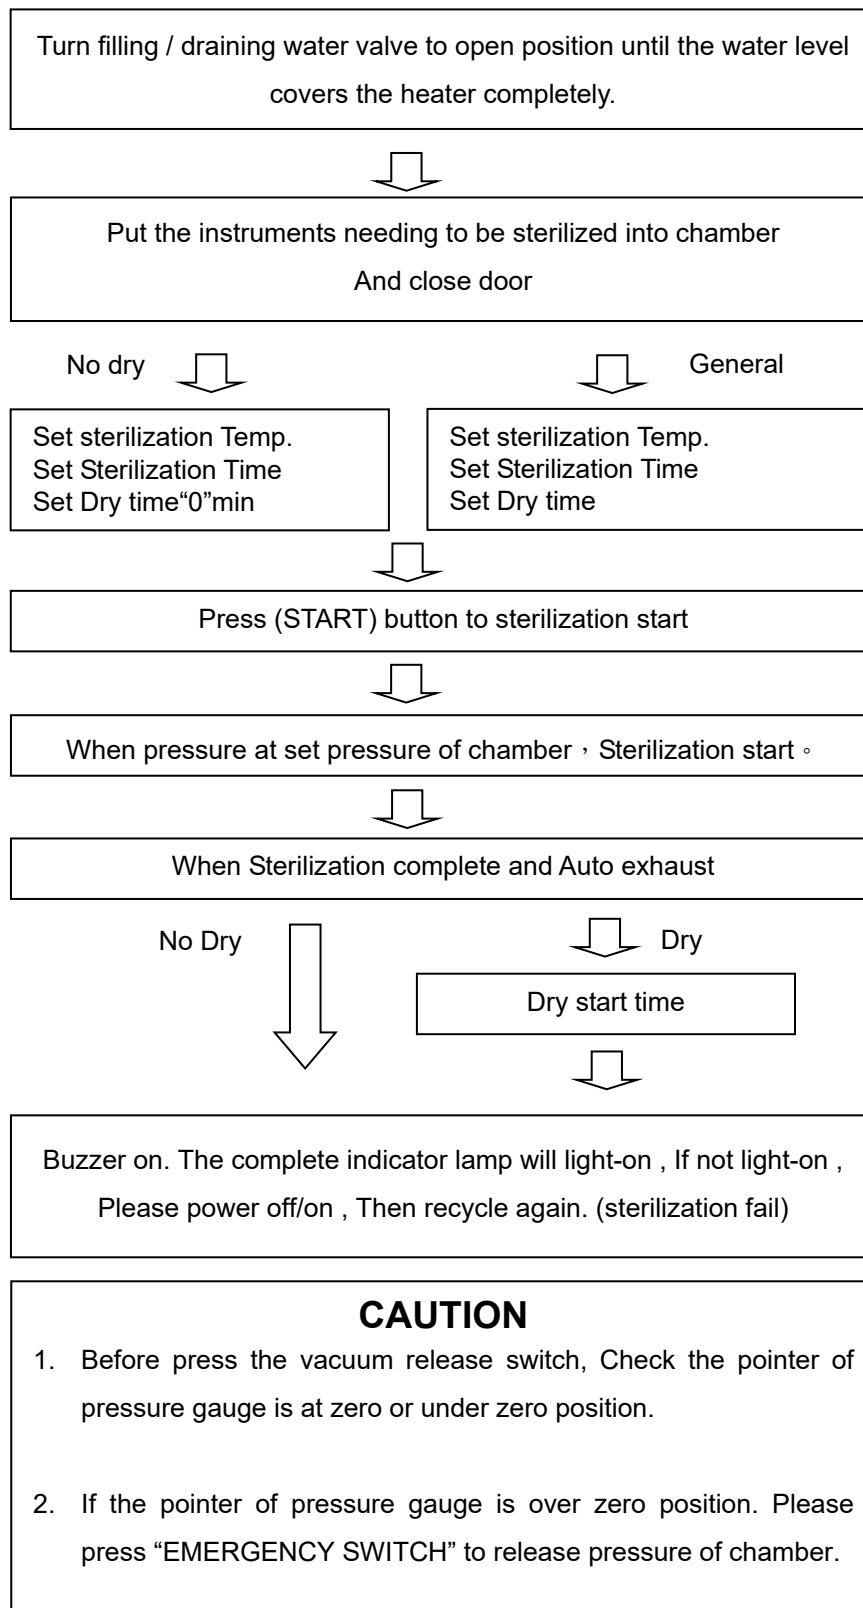 Turn filling / draining water valve to open position until the water level
covers the heater completely.
Put the instruments needing to be sterilized into chamber
And close door
No dry
General
Set sterilization Temp.
Set Sterilization Time
Set Dry time“0”min
Set sterilization Temp.
Set Sterilization Time
Set Dry time
Press (START) button to sterilization start
When pressure at set pressure of chamber，Sterilization start。
When Sterilization complete and Auto exhaust
No Dry
Dry
Dry start time
Buzzer on. The complete indicator lamp will light-on , If not light-on ,
Please power off/on , Then recycle again. (sterilization fail)
CAUTION
1. Before press the vacuum release switch, Check the pointer of
pressure gauge is at zero or under zero position.
2. If the pointer of pressure gauge is over zero position. Please
press “EMERGENCY SWITCH” to release pressure of chamber.